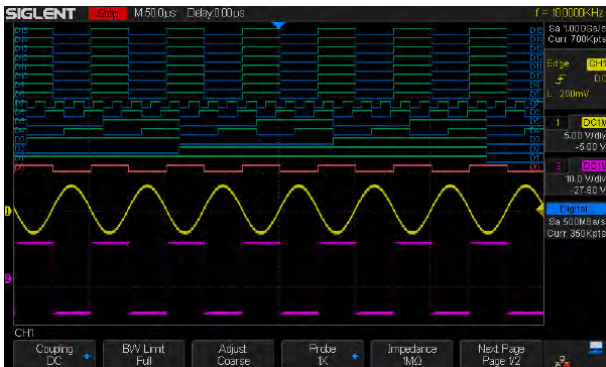 SIGLENT Stop M 50.0us Delay:0.00us f = 10.0000KHz
Sa 1.00GSa/s
Curr 700Kpts
Edge CH1
DC
L 200mV
1 DC1M
5.00 V/div
-5.00 V
3 DC1M
10.0 V/div
-27.80 V
Digital
Sa 500MSa/s
Curr 350Kpts
CH1
Coupling
DC
BW Limit
Full
Adjust
Coarse
Probe
1X
Impedance
1MΩ
Next Page
Page 1/2